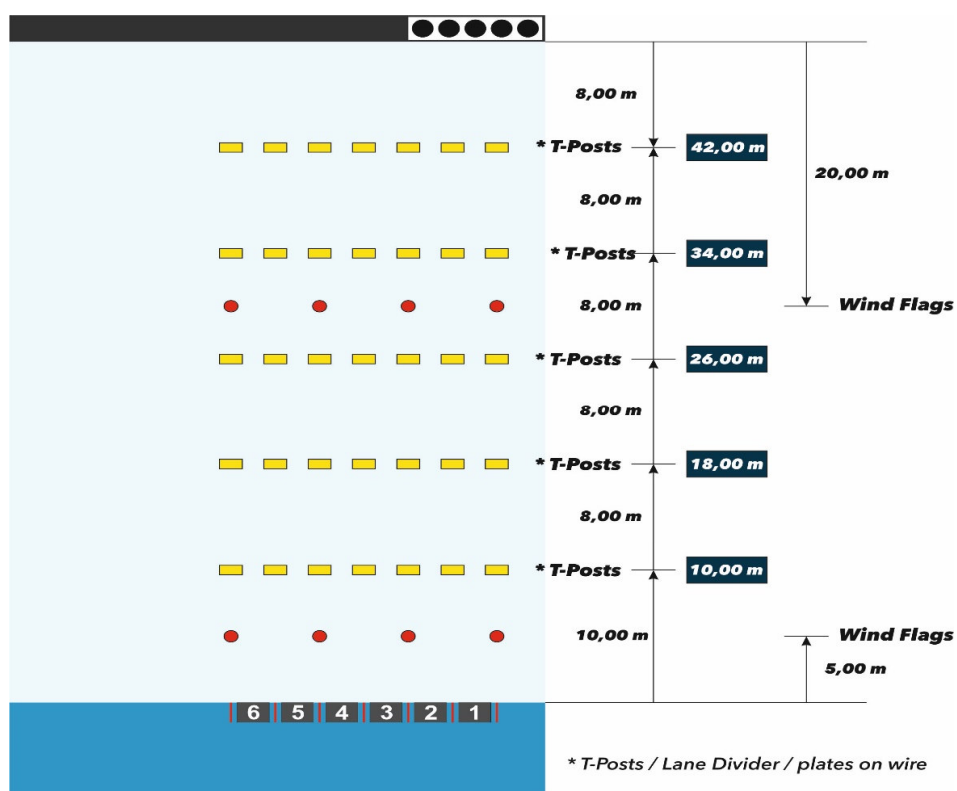 8,00 m
* T-Posts 42,00 m
20,00 m
8,00 m
* T-Posts 34,00 m
8,00 m Wind Flags
* T-Posts 26,00 m
8,00 m
* T-Posts 18,00 m
8,00 m
* T-Posts 10,00 m
10,00 m Wind Flags
5,00 m
6 5 4 3 2 1
* T-Posts / Lane Divider / plates on wire